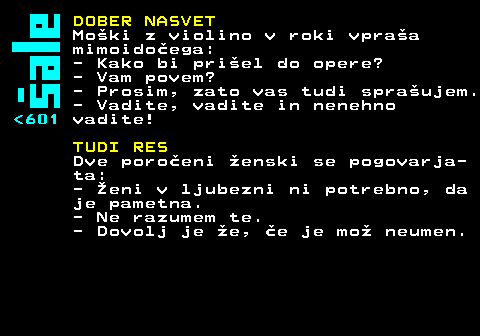 šale
DOBER NASVET
Moški z violino v roki vpraša
mimoidočega:
- Kako bi prišel do opere?
- Vam povem?
- Prosim, zato vas tudi sprašujem.
- Vadite, vadite in nenehno
<601 vadite!
TUDI RES
Dve poročeni ženski se pogovarja-
ta:
- Ženi v ljubezni ni potrebno, da
je pametna.
- Ne razumem te.
- Dovolj je že, če je mož neumen.